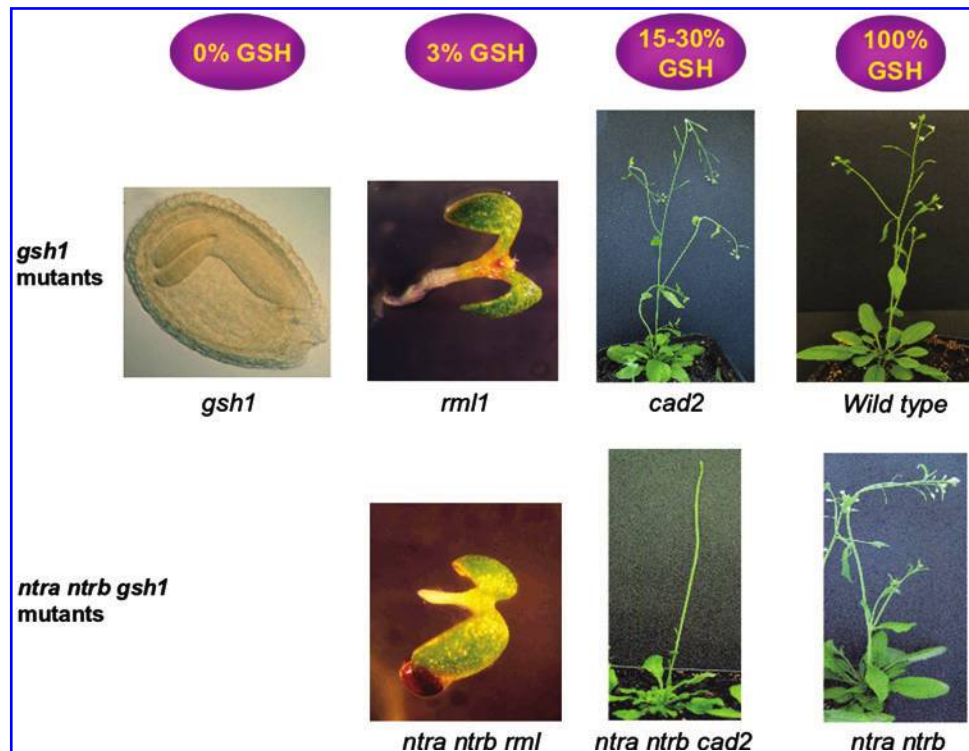 0% GSH
3% GSH
15-30%
GSH
100%
GSH
gsh1
mutants
gsh1
rml1
cad2
Wild type
ntra ntrb gsh1
mutants
ntra ntrb rml
ntra ntrb cad2
ntra ntrb